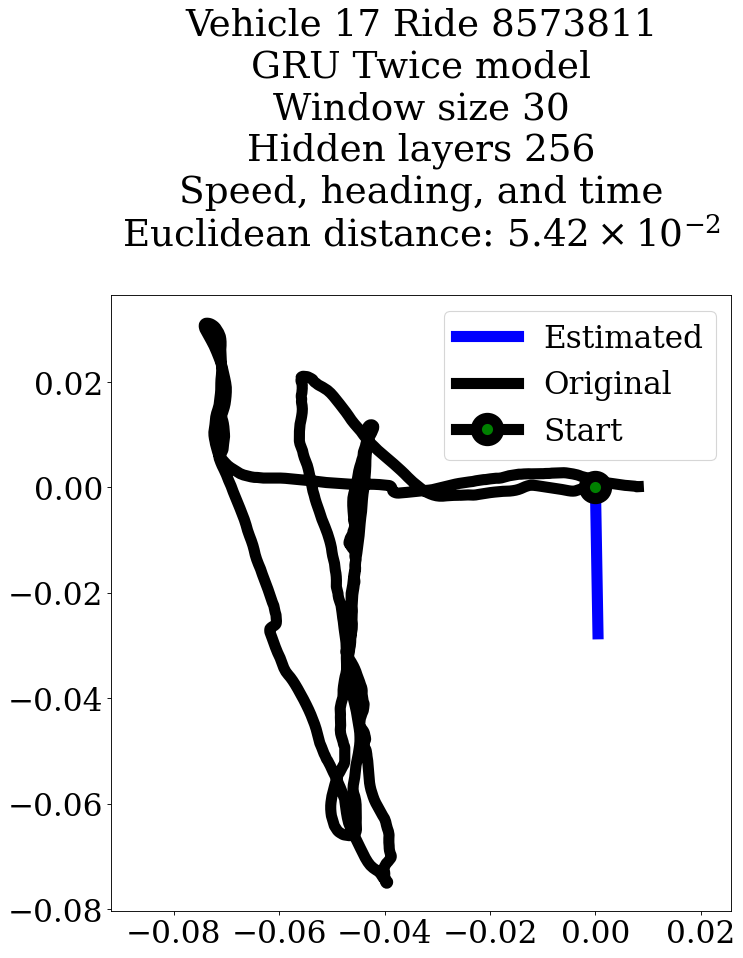 Vehicle 17 Ride 8573811
GRU Twice model
Window size 30
Hidden layers 256
Speed, heading, and time
Euclidean distance: 5.42 × 10⁻²
Estimated
Original
Start
0.02
0.00
−0.02
−0.04
−0.06
−0.08
−0.08 −0.06 −0.04 −0.02 0.00 0.02